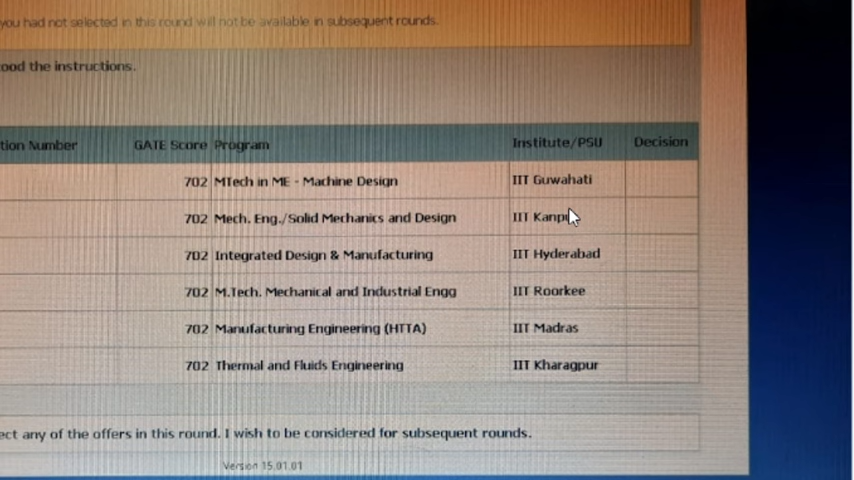 you had not selected in this round will not be available in subsequent rounds.
ood the instructions.
tion Number GATE Score Program Institute/PSU Decision
702 MTech in ME - Machine Design IIT Guwahati
702 Mech. Eng./Solid Mechanics and Design IIT Kanpu
702 Integrated Design & Manufacturing IIT Hyderabad
702 M.Tech. Mechanical and Industrial Engg IIT Roorkee
702 Manufacturing Engineering (HTTA) IIT Madras
702 Thermal and Fluids Engineering IIT Kharagpur
ect any of the offers in this round. I wish to be considered for subsequent rounds.
Version 15.01.01